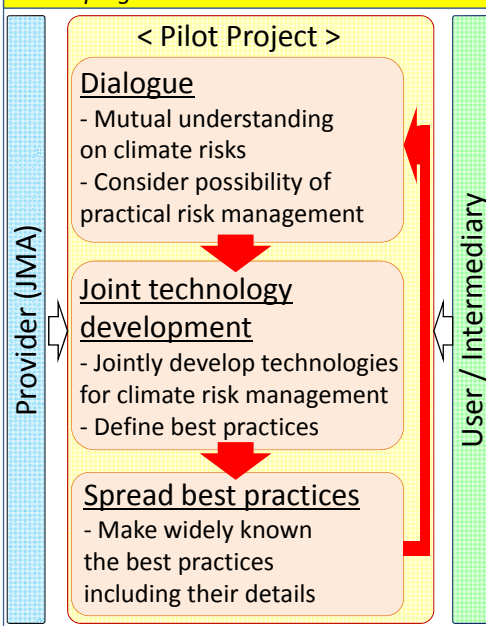 < Pilot Project >
Dialogue
- Mutual understanding
on climate risks
- Consider possibility of
practical risk management
Provider (JMA)
Joint technology
development
- Jointly develop technologies
for climate risk management
- Define best practices
User / Intermediary
Spread best practices
- Make widely known
the best practices
including their details